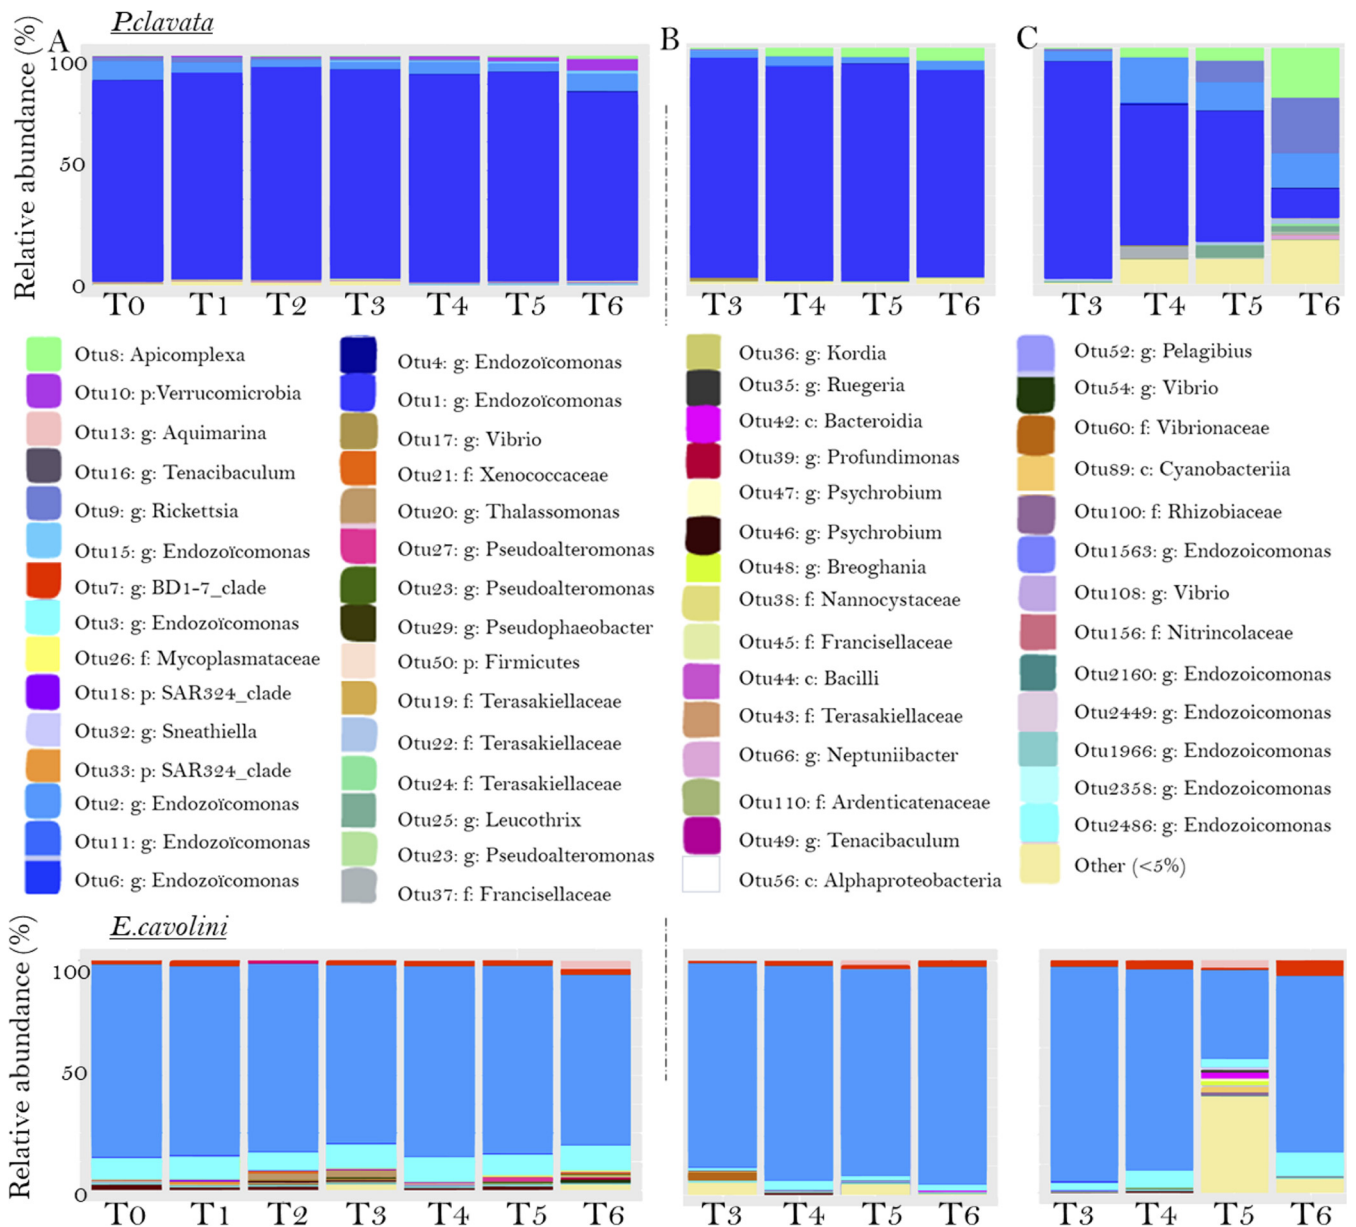 P.clavata
A
B
C
Relative abundance (%)
100
50
0
T0 T1 T2 T3 T4 T5 T6
T3 T4 T5 T6
T3 T4 T5 T6
Otu8: Apicomplexa
Otu10: p:Verrucomicrobia
Otu13: g: Aquimarina
Otu16: g: Tenacibaculum
Otu9: g: Rickettsia
Otu15: g: Endozoïcomonas
Otu7: g: BD1-7_clade
Otu3: g: Endozoïcomonas
Otu26: f: Mycoplasmataceae
Otu18: p: SAR324_clade
Otu32: g: Sneathiella
Otu33: p: SAR324_clade
Otu2: g: Endozoïcomonas
Otu11: g: Endozoïcomonas
Otu6: g: Endozoïcomonas
Otu4: g: Endozoïcomonas
Otu1: g: Endozoïcomonas
Otu17: g: Vibrio
Otu21: f: Xenococcaceae
Otu20: g: Thalassomonas
Otu27: g: Pseudoalteromonas
Otu23: g: Pseudoalteromonas
Otu29: g: Pseudophaeobacter
Otu50: p: Firmicutes
Otu19: f: Terasakiellaceae
Otu22: f: Terasakiellaceae
Otu24: f: Terasakiellaceae
Otu25: g: Leucothrix
Otu23: g: Pseudoalteromonas
Otu37: f: Francisellaceae
Otu36: g: Kordia
Otu35: g: Ruegeria
Otu42: c: Bacteroidia
Otu39: g: Profundimonas
Otu47: g: Psychrobium
Otu46: g: Psychrobium
Otu48: g: Breoghania
Otu38: f: Nannocystaceae
Otu45: f: Francisellaceae
Otu44: c: Bacilli
Otu43: f: Terasakiellaceae
Otu66: g: Neptuniibacter
Otu110: f: Ardenticatenaceae
Otu49: g: Tenacibaculum
Otu56: c: Alphaproteobacteria
Otu52: g: Pelagibius
Otu54: g: Vibrio
Otu60: f: Vibrionaceae
Otu89: c: Cyanobacteriia
Otu100: f: Rhizobiaceae
Otu1563: g: Endozoicomonas
Otu108: g: Vibrio
Otu156: f: Nitrincolaceae
Otu2160: g: Endozoicomonas
Otu2449: g: Endozoicomonas
Otu1966: g: Endozoicomonas
Otu2358: g: Endozoicomonas
Otu2486: g: Endozoicomonas
Other (<5%)
E.cavolini
Relative abundance (%)
100
50
0
T0 T1 T2 T3 T4 T5 T6
T3 T4 T5 T6
T3 T4 T5 T6